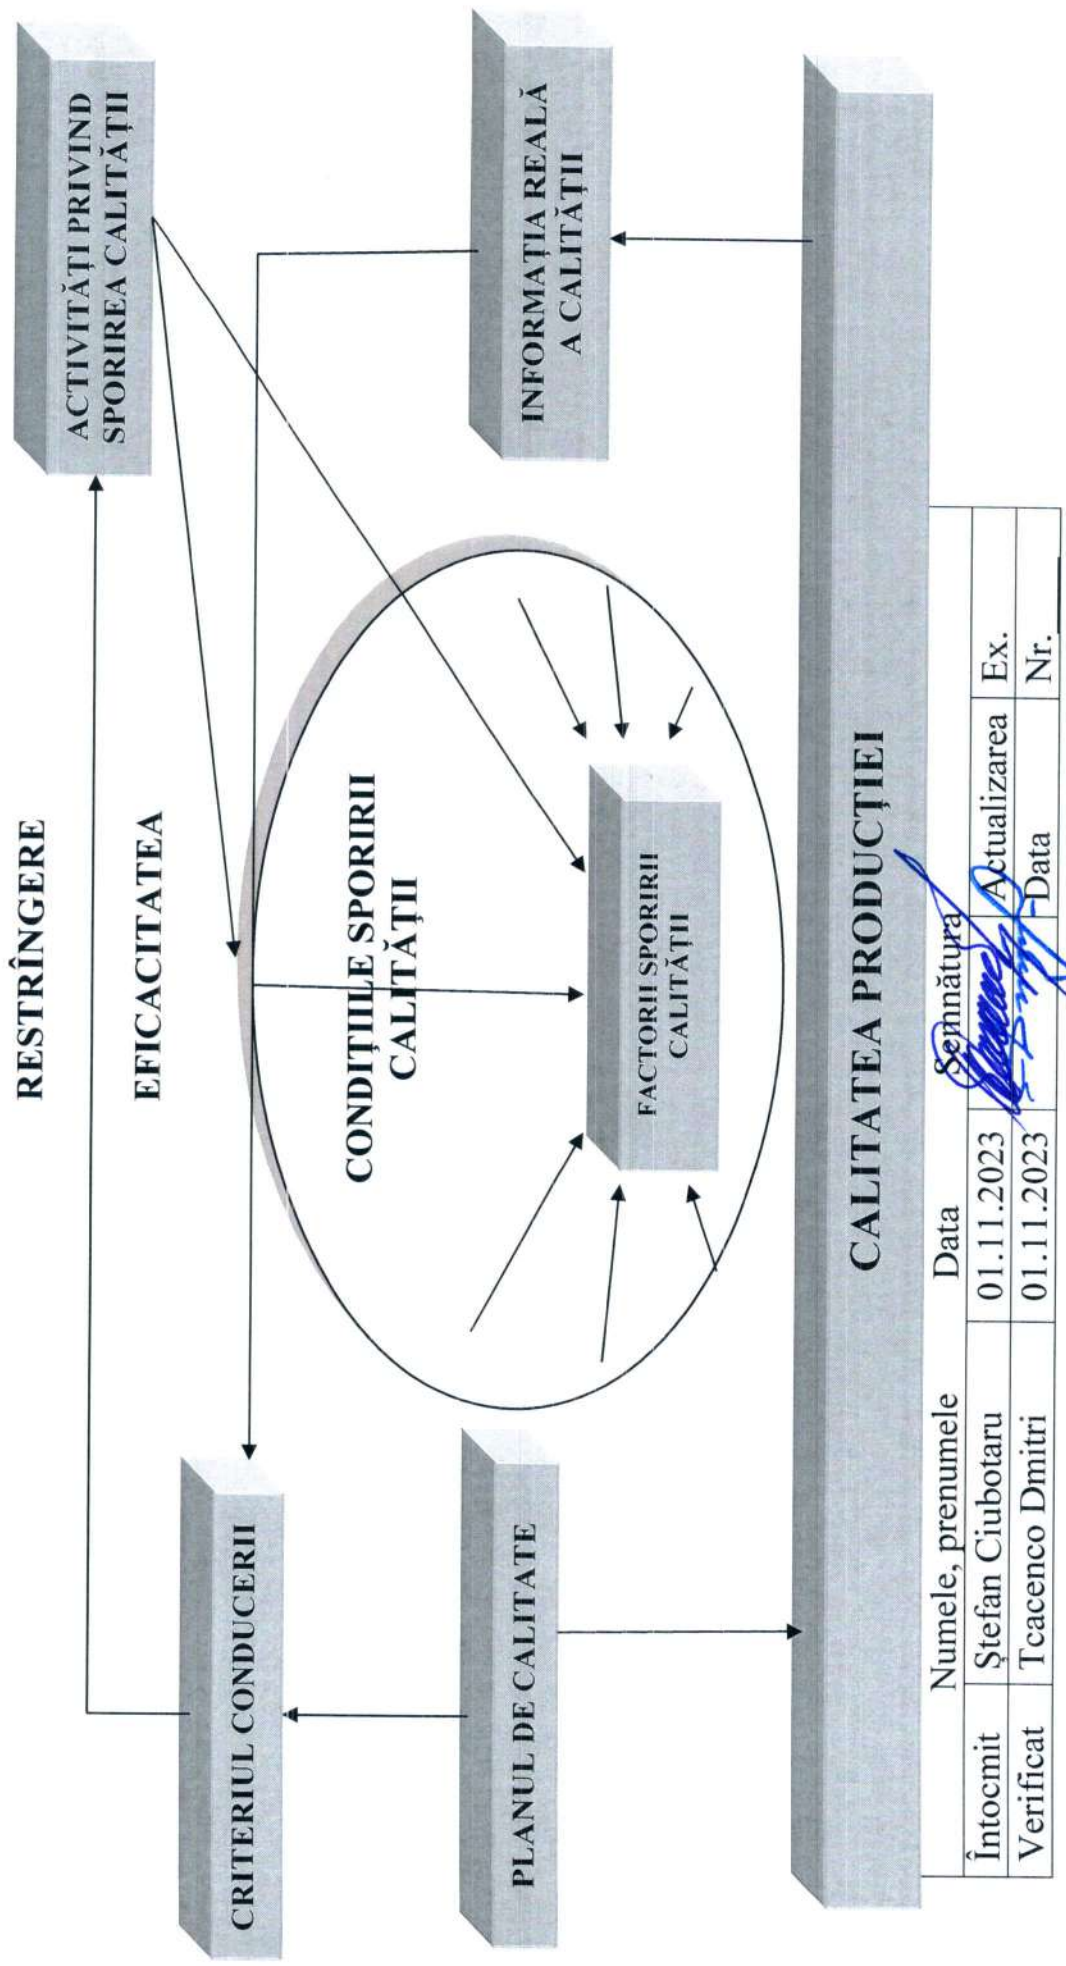 RESTRÎNGERE
EFICACITATEA
ACTIVITĂȚI PRIVIND
SPORIREA CALITĂȚII
CRITERIUL CONDUCERII
CONDIȚIILE SPORIRII
CALITĂȚII
PLANUL DE CALITATE
INFORMAȚIA REALĂ
A CALITĂȚII
FACTORII SPORIRII
CALITĂȚII
CALITATEA PRODUCȚIEI
Numele, prenumele Data Semnătura
Întocmit Ștefan Ciubotaru 01.11.2023 Actualizarea Ex.
Verificat Tcacenco Dmitri 01.11.2023 Data Nr.